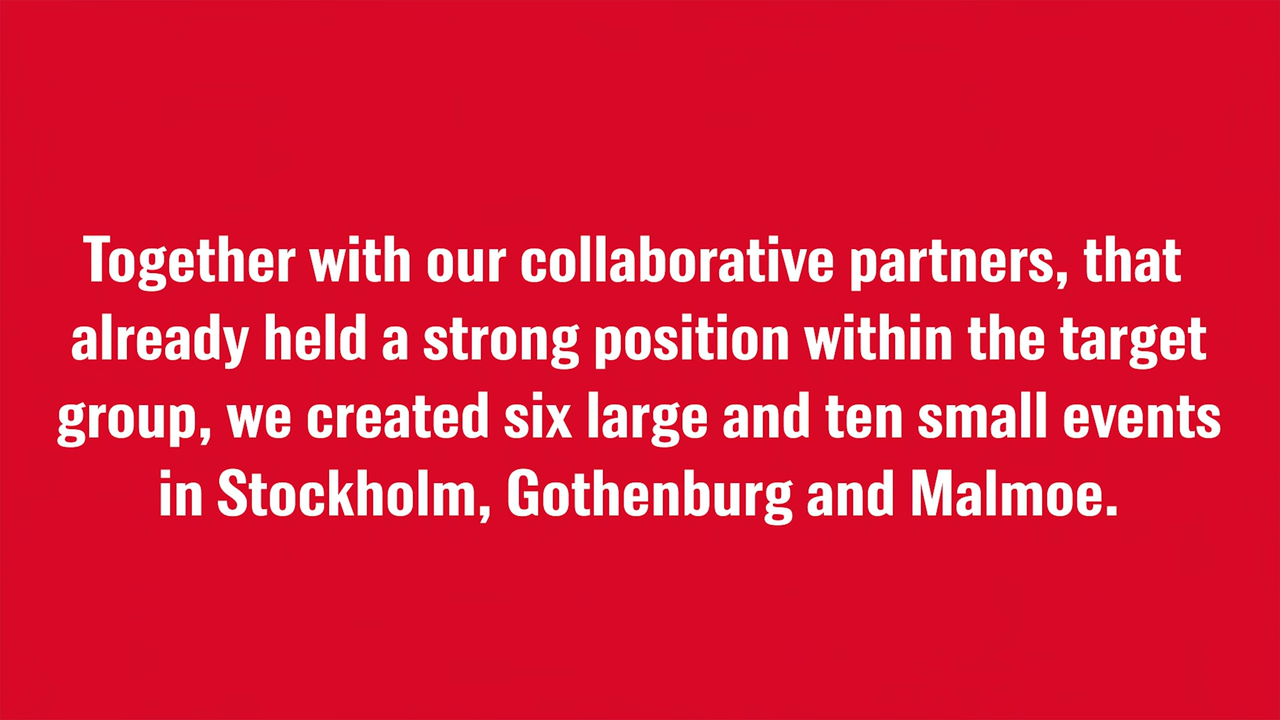 Together with our collaborative partners, that
already held a strong position within the target
group, we created six large and ten small events
in Stockholm, Gothenburg and Malmoe.